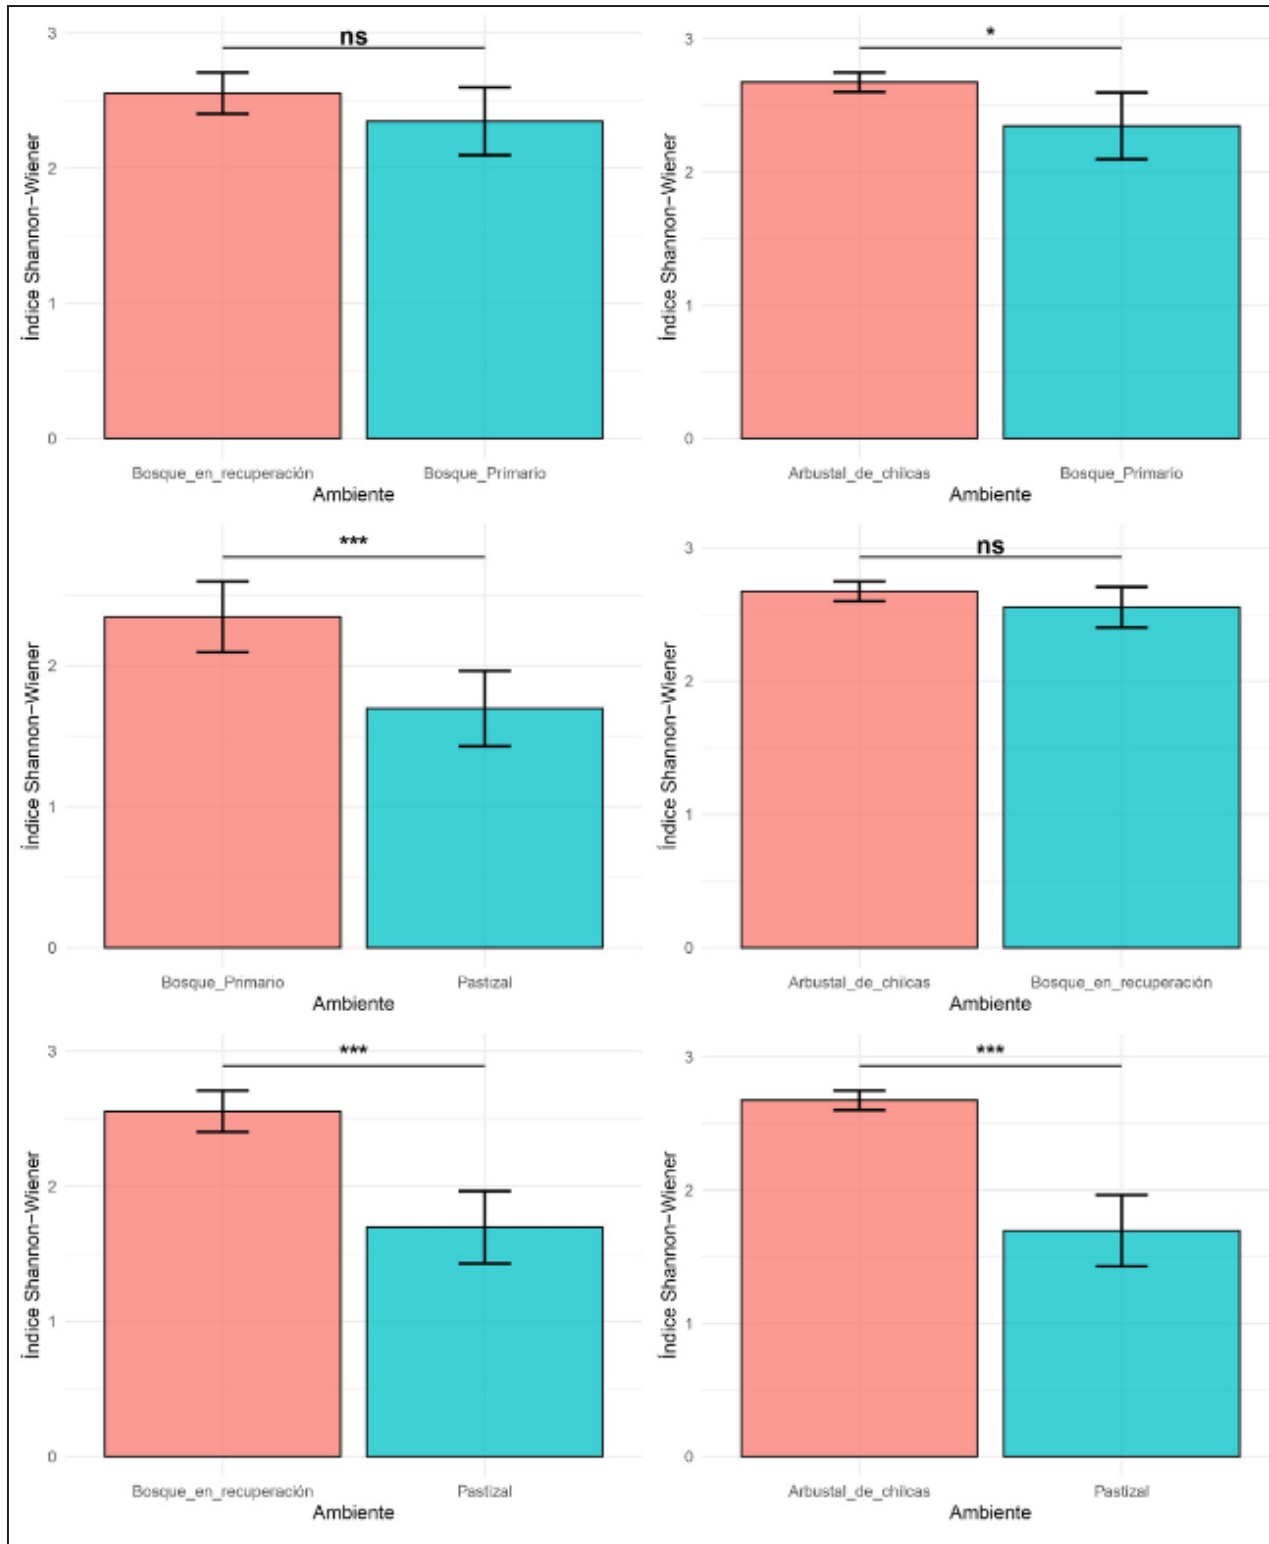 3
ns
2
1
0
Índice Shannon-Wiener
Bosque_en_recuperación
Bosque_Primario
Ambiente
3
*
2
1
0
Índice Shannon-Wiener
Arbustal_de_chilcas
Bosque_Primario
Ambiente
***
2
1
0
Índice Shannon-Wiener
Bosque_Primario
Pastizal
Ambiente
3
ns
2
1
0
Índice Shannon-Wiener
Arbustal_de_chilcas
Bosque_en_recuperación
Ambiente
3
***
2
1
0
Índice Shannon-Wiener
Bosque_en_recuperación
Pastizal
Ambiente
3
***
2
1
0
Índice Shannon-Wiener
Arbustal_de_chilcas
Pastizal
Ambiente